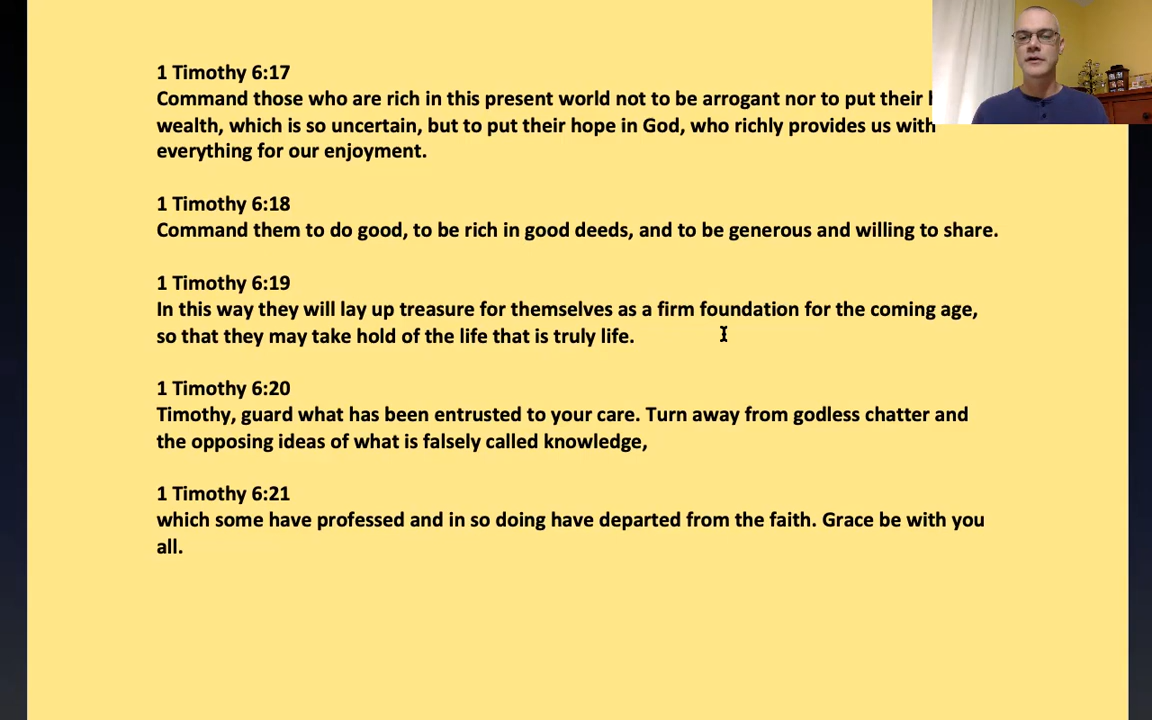 1 Timothy 6:17
Command those who are rich in this present world not to be arrogant nor to put their
wealth, which is so uncertain, but to put their hope in God, who richly provides us with
everything for our enjoyment.
1 Timothy 6:18
Command them to do good, to be rich in good deeds, and to be generous and willing to share.
1 Timothy 6:19
In this way they will lay up treasure for themselves as a firm foundation for the coming age,
so that they may take hold of the life that is truly life.
1 Timothy 6:20
Timothy, guard what has been entrusted to your care. Turn away from godless chatter and
the opposing ideas of what is falsely called knowledge,
1 Timothy 6:21
which some have professed and in so doing have departed from the faith. Grace be with you
all.